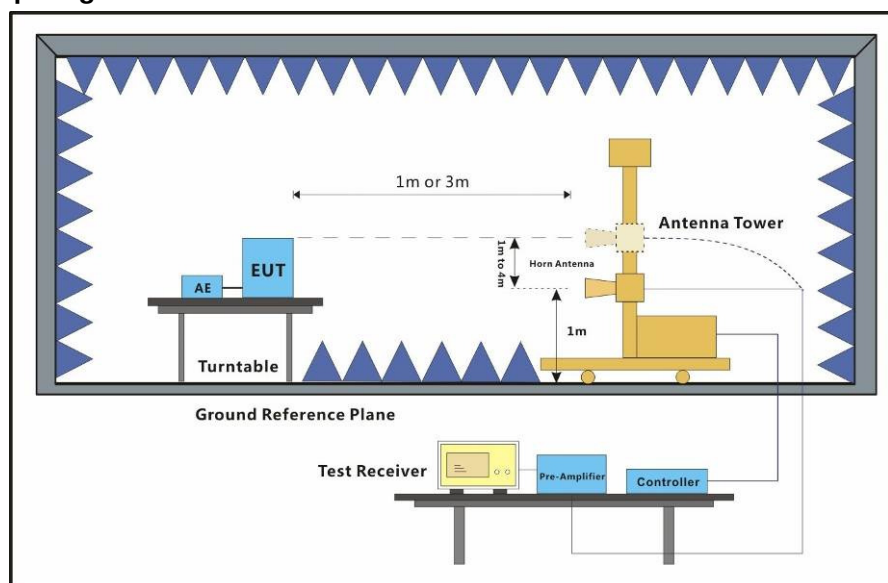 1m or 3m
Antenna Tower
1m to 4m
Horn Antenna
EUT
AE
1m
Turntable
Ground Reference Plane
Test Receiver
Pre-Amplifier
Controller